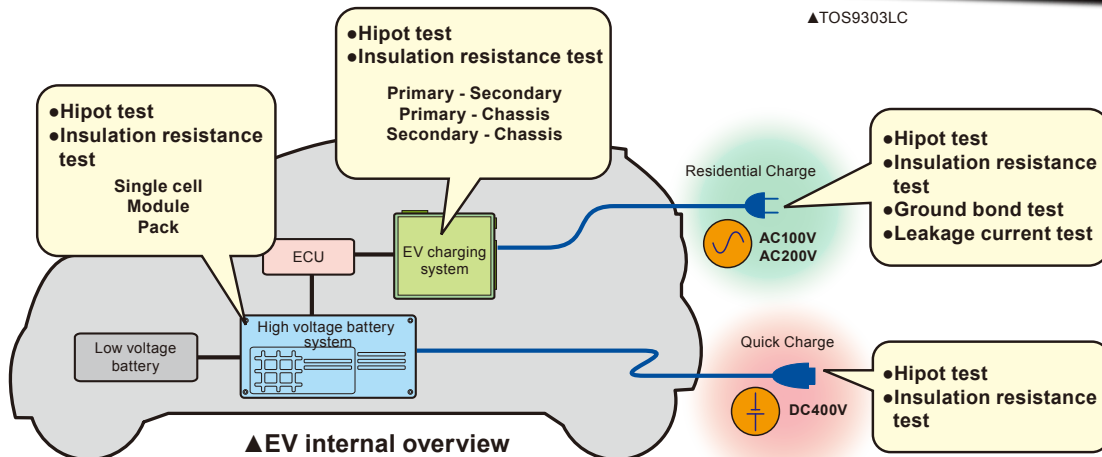 ▲TOS9303LC
●Hipot test
●Insulation resistance test
Primary - Secondary
Primary - Chassis
Secondary - Chassis
●Hipot test
●Insulation resistance
test
Single cell
Module
Pack
Residential Charge
AC100V
AC200V
●Hipot test
●Insulation resistance
test
●Ground bond test
●Leakage current test
ECU
EV charging
system
High voltage battery
system
Low voltage
battery
Quick Charge
DC400V
●Hipot test
●Insulation resistance
test
▲EV internal overview